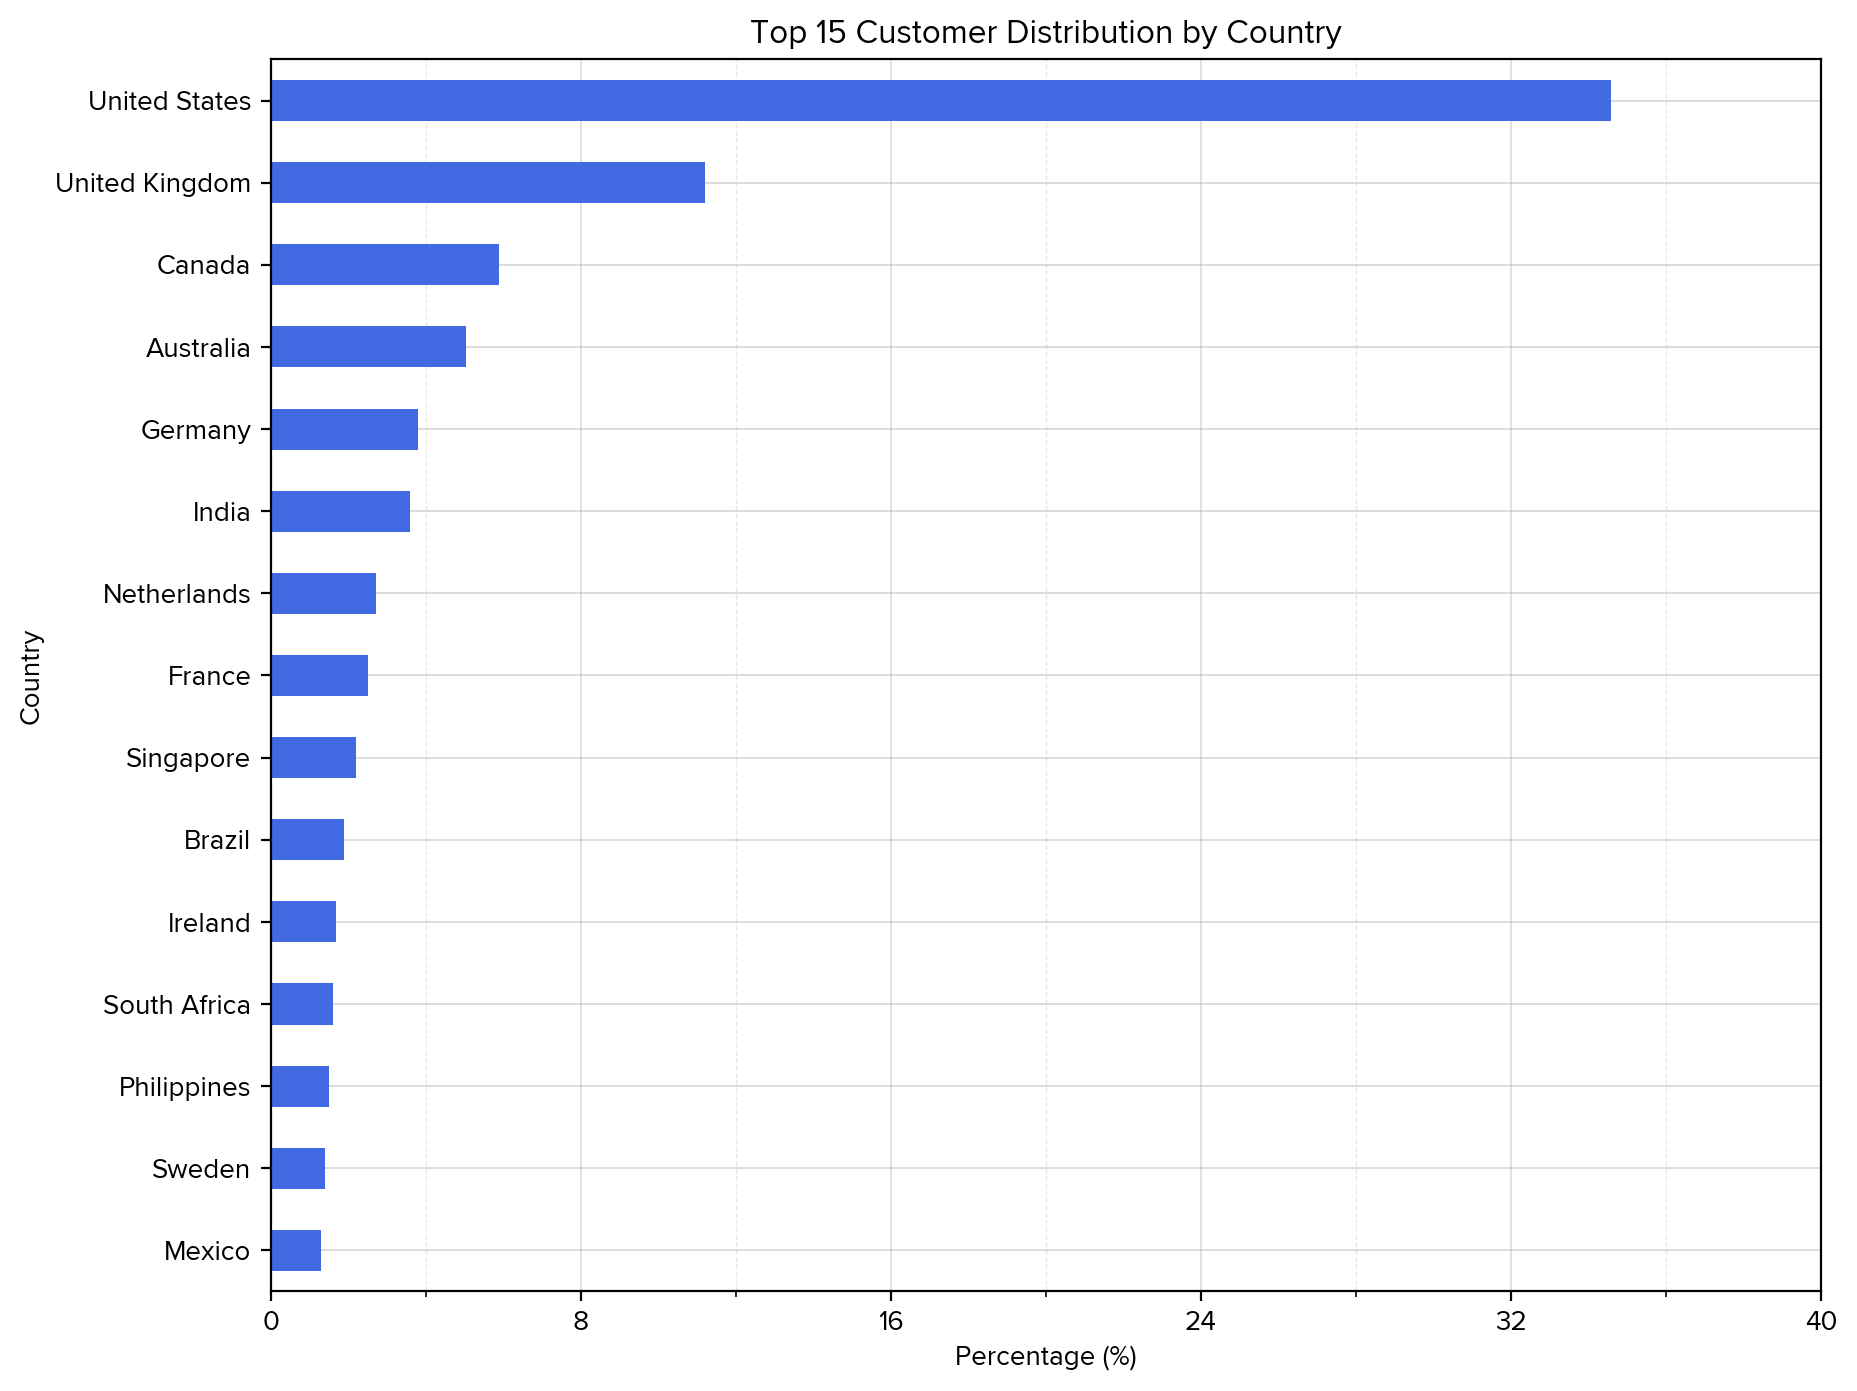 Top 15 Customer Distribution by Country
United States
United Kingdom
Canada
Australia
Germany
India
Netherlands
France
Singapore
Brazil
Ireland
South Africa
Philippines
Sweden
Mexico
Country
0 8 16 24 32 40
Percentage (%)